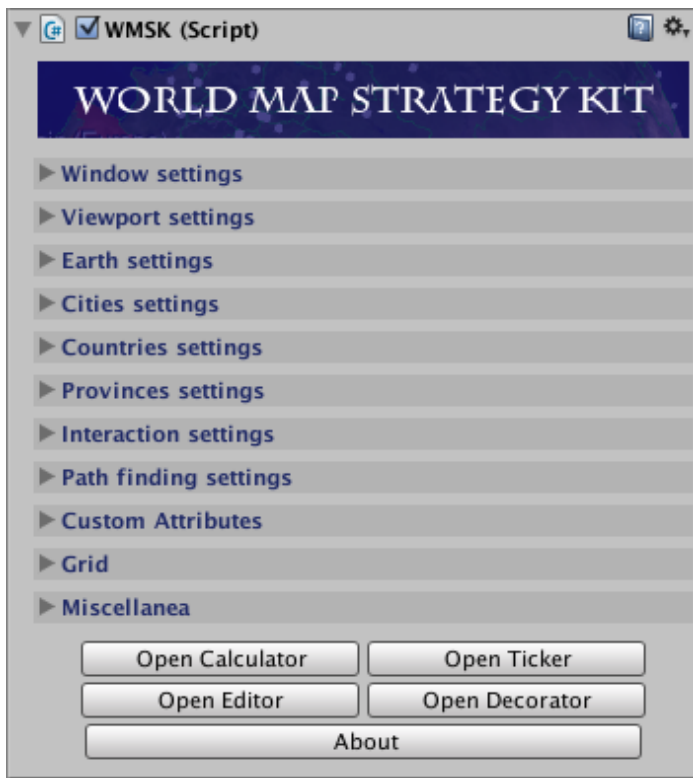 WMSK (Script)
WORLD MAP STRATEGY KIT
Window settings
Viewport settings
Earth settings
Cities settings
Countries settings
Provinces settings
Interaction settings
Path finding settings
Custom Attributes
Grid
Miscellanea
Open Calculator Open Ticker
Open Editor Open Decorator
About